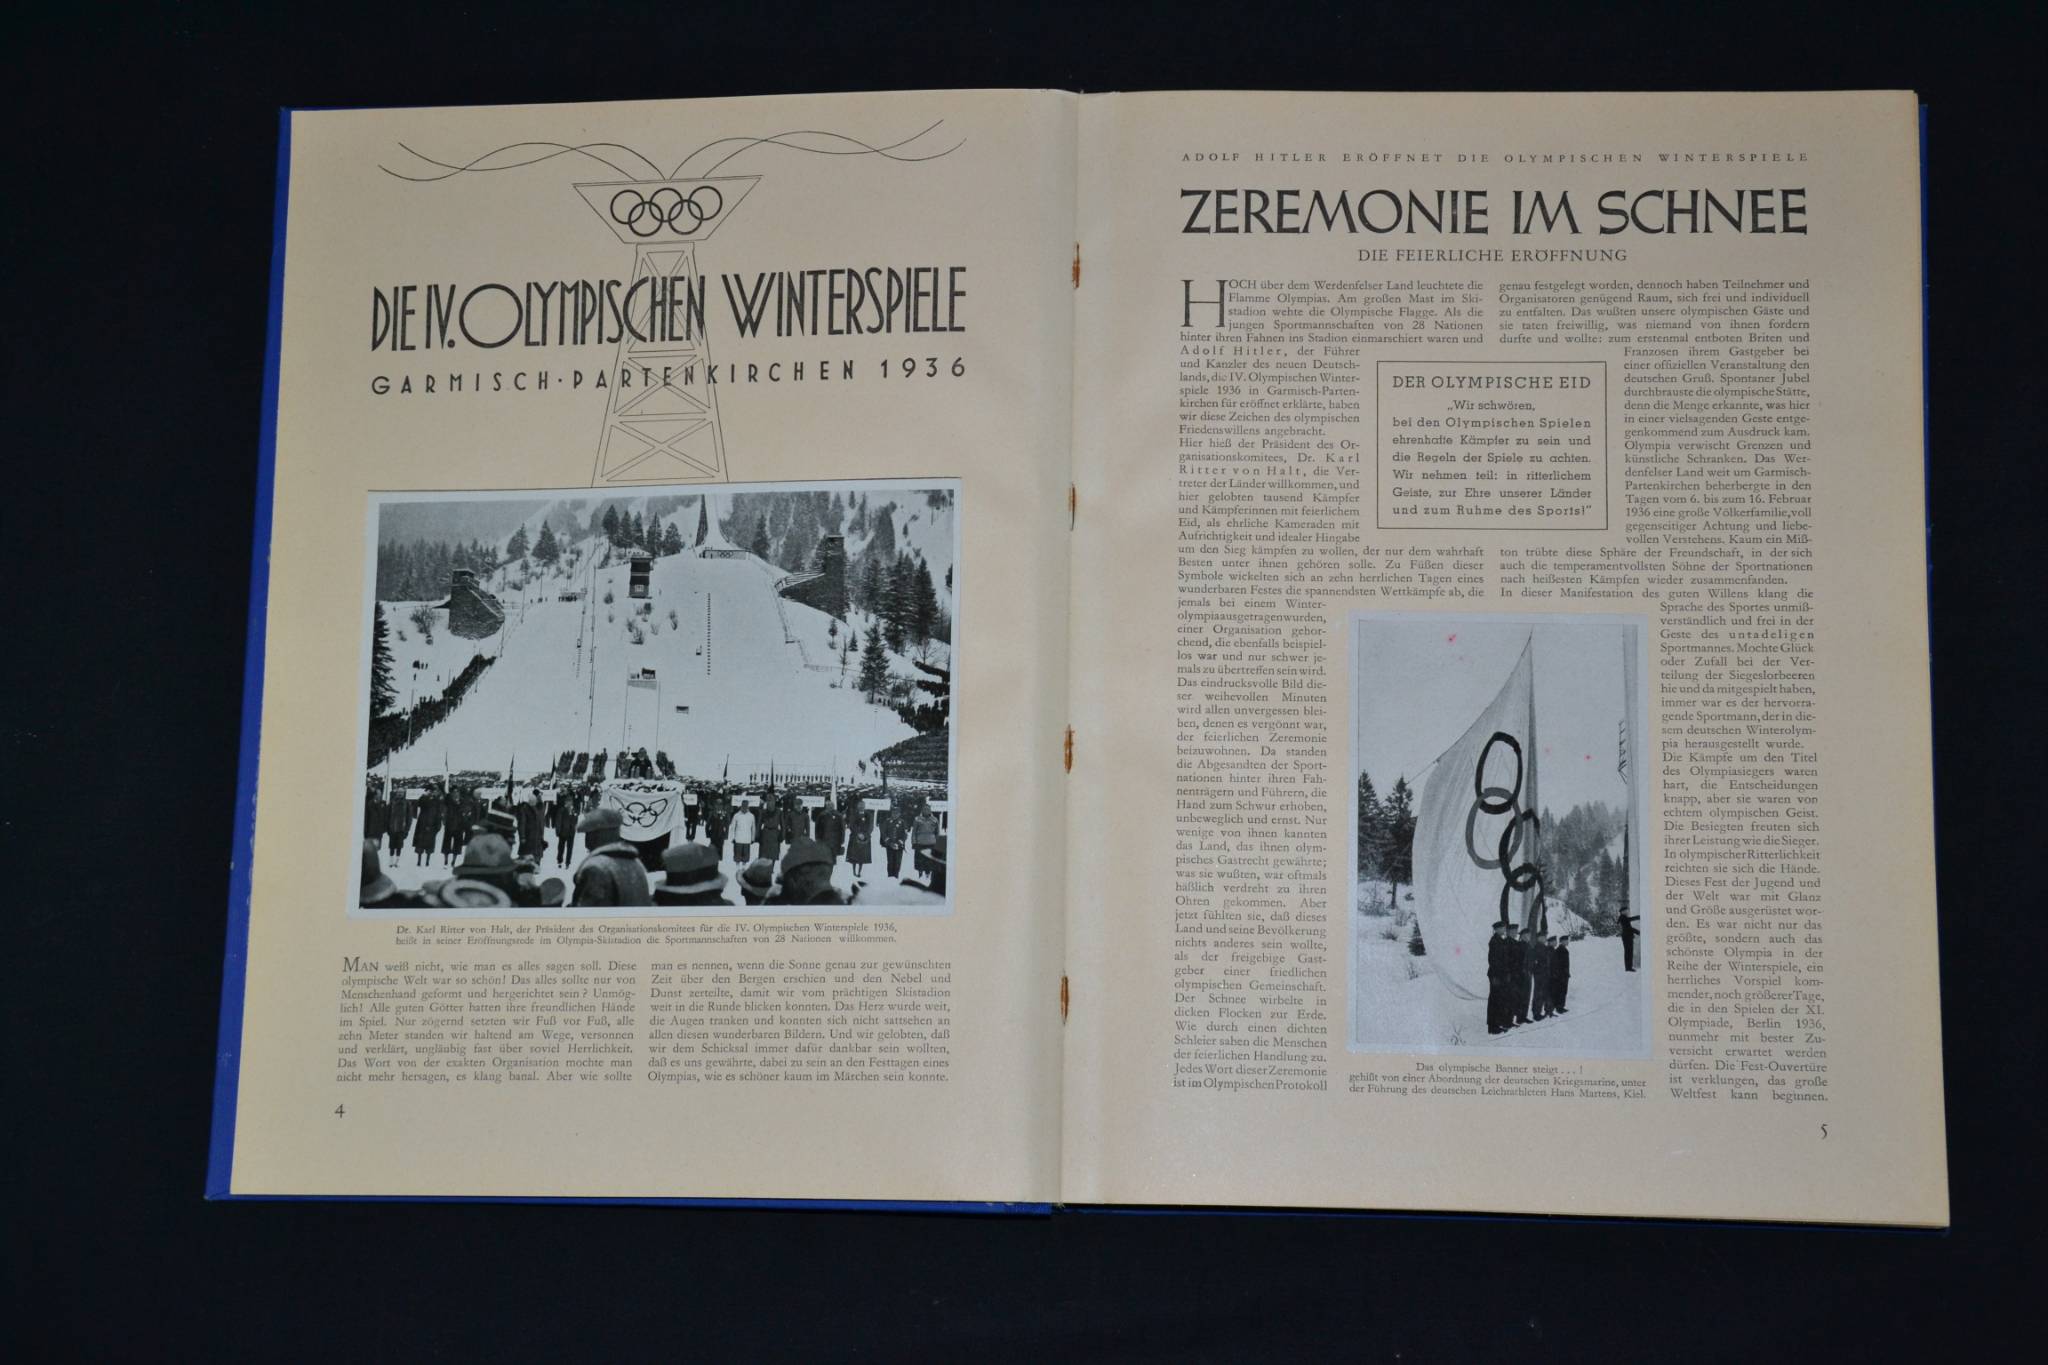 DIE IV. OLYMPISCHEN WINTERSPIELE
GARMISCH-PARTENKIRCHEN 1936
Dr. Karl Ritter von Halt, der Präsident des Organisationskomitees für die IV. Olympischen Winterspiele 1936,
heißt in seiner Eröffnungsrede im Olympia-Skistadion die Sportmannschaften von 28 Nationen willkommen.
MAN weiß nicht, wie man es alles sagen soll. Diese
olympische Welt war so schön! Das alles sollte nur von
Menschenhand geformt und hergerichtet sein? Unmög-
lich! Alle guten Götter hatten ihre freundlichen Hände
im Spiel. Nur zögernd setzten wir Fuß vor Fuß, alle
zehn Meter standen wir haltend am Wege, versonnen
und verklärt, ungläubig fast über soviel Herrlichkeit.
Das Wort von der exakten Organisation mochte man
nicht mehr hersagen, es klang banal. Aber wie sollte
man es nennen, wenn die Sonne genau zur gewünschten
Zeit über den Bergen erschien und den Nebel und
Dunst zerteilte, damit wir vom prächtigen Skistadion
weit in die Runde blicken konnten. Das Herz wurde weit,
die Augen tranken und konnten sich nicht sattsehen an
allen diesen wunderbaren Bildern. Und wir gelobten, daß
wir dem Schicksal immer dafür dankbar sein wollten,
daß es uns gewährte, dabei zu sein an den Festtagen eines
Olympias, wie es schöner kaum im Märchen sein konnte.
4
ADOLF HITLER ERÖFFNET DIE OLYMPISCHEN WINTERSPIELE
ZEREMONIE IM SCHNEE
DIE FEIERLICHE ERÖFFNUNG
HOCH über dem Werdenfelser Land leuchtete die
Flamme Olympias. Am großen Mast im Ski-
stadion wehte die Olympische Flagge. Als die
jungen Sportmannschaften von 28 Nationen
hinter ihren Fahnen ins Stadion einmarschiert waren und
Adolf Hitler, der Führer
und Kanzler des neuen Deutsch-
lands, die IV. Olympischen Winter-
spiele 1936 in Garmisch-Parten-
kirchen für eröffnet erklärte, haben
wir diese Zeichen des olympischen
Friedenswillens angebracht.
Hier hieß der Präsident des Or-
ganisationskomitees, Dr. Karl
Ritter von Halt, die Ver-
treter der Länder willkommen, und
hier gelobten tausend Kämpfer
und Kämpferinnen mit feierlichem
Eid, als ehrliche Kameraden mit
Aufrichtigkeit und idealer Hingabe
um den Sieg kämpfen zu wollen, der nur dem wahrhaft
Besten unter ihnen gehören solle. Zu Füßen dieser
Symbole wickelten sich an zehn herrlichen Tagen eines
wunderbaren Festes die spannendsten Wettkämpfe ab, die
jemals bei einem Winter-
olympia ausgetragen wurden,
einer Organisation gehor-
chend, die ebenfalls beispiel-
los war und nur schwer je-
mals zu übertreffen sein wird.
Das eindrucksvolle Bild die-
ser weihevollen Minuten
wird allen unvergessen blei-
ben, denen es vergönnt war,
der feierlichen Zeremonie
beizuwohnen. Da standen
die Abgesandten der Sport-
nationen hinter ihren Fah-
nenträgern und Führern, die
Hand zum Schwur erhoben,
unbeweglich und ernst. Nur
wenige von ihnen kannten
das Land, das ihnen olym-
pisches Gastrecht gewährte;
was sie wußten, war oftmals
häßlich verdreht zu ihren
Ohren gekommen. Aber
jetzt fühlten sie, daß dieses
Land und seine Bevölkerung
nichts anderes sein wollte,
als der freigebige Gast-
geber einer friedlichen
olympischen Gemeinschaft.
Der Schnee wirbelte in
dicken Flocken zur Erde.
Wie durch einen dichten
Schleier sahen die Menschen
der feierlichen Handlung zu.
Jedes Wort dieser Zeremonie
ist im Olympischen Protokoll
genau festgelegt worden, dennoch haben Teilnehmer und
Organisatoren genügend Raum, sich frei und individuell
zu entfalten. Das wußten unsere olympischen Gäste und
sie taten freiwillig, was niemand von ihnen fordern
durfte und wollte: zum erstenmal entboten Briten und
Franzosen ihrem Gastgeber bei
einer offiziellen Veranstaltung den
deutschen Gruß. Spontaner Jubel
durchbrauste die olympische Stätte,
denn die Menge erkannte, was hier
in einer vielsagenden Geste entge-
genkommend zum Ausdruck kam.
Olympia verwischt Grenzen und
künstliche Schranken. Das Wer-
denfelser Land weit um Garmisch-
Partenkirchen beherbergte in den
Tagen vom 6. bis zum 16. Februar
1936 eine große Völkerfamilie, voll
gegenseitiger Achtung und liebe-
vollen Verstehens. Kaum ein Miß-
ton trübte diese Sphäre der Freundschaft, in der sich
auch die temperamentvollsten Söhne der Sportnationen
nach heißesten Kämpfen wieder zusammenfanden.
In dieser Manifestation des guten Willens klang die
Sprache des Sportes unmiß-
verständlich und frei in der
Geste des untadeligen
Sportmannes. Mochte Glück
oder Zufall bei der Ver-
teilung der Siegeslorbeeren
hie und da mitgespielt haben,
immer war es der hervorra-
gende Sportmann, der in die-
sem deutschen Winterolym-
pia herausgestellt wurde.
Die Kämpfe um den Titel
des Olympiasiegers waren
hart, die Entscheidungen
knapp, aber sie waren von
echtem olympischen Geist.
Die Besiegten freuten sich
ihrer Leistung wie die Sieger.
In olympischer Ritterlichkeit
reichten sie sich die Hände.
Dieses Fest der Jugend und
der Welt war mit Glanz
und Größe ausgerüstet wor-
den. Es war nicht nur das
größte, sondern auch das
schönste Olympia in der
Reihe der Winterspiele, ein
herrliches Vorspiel kom-
mender, noch größerer Tage,
die in den Spielen der XI.
Olympiade, Berlin 1936,
nunmehr mit bester Zu-
versicht erwartet werden
dürfen. Die Fest-Ouvertüre
ist verklungen, das große
Weltfest kann beginnen.
DER OLYMPISCHE EID
„Wir schwören,
bei den Olympischen Spielen
ehrenhafte Kämpfer zu sein und
die Regeln der Spiele zu achten.
Wir nehmen teil: in ritterlichem
Geiste, zur Ehre unserer Länder
und zum Ruhme des Sports!"
Das olympische Banner steigt . . . !
gehißt von einer Abordnung der deutschen Kriegsmarine, unter
der Führung des deutschen Leichtathleten Hans Martens, Kiel.
5